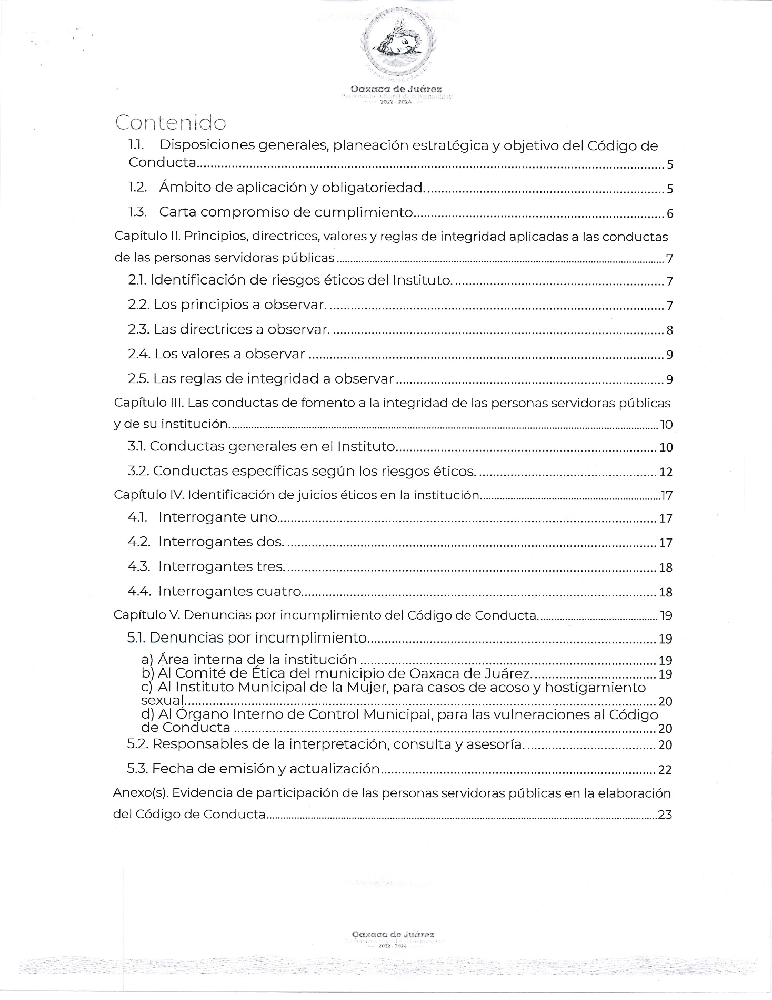 Por una ciudad educadora
Oaxaca de Juárez
Patrimonio cultural de la humanidad
2022 - 2024
Contenido
1.1. Disposiciones generales, planeación estratégica y objetivo del Código de
Conducta.......... 5
1.2. Ámbito de aplicación y obligatoriedad.......... 5
1.3. Carta compromiso de cumplimiento.......... 6
Capítulo II. Principios, directrices, valores y reglas de integridad aplicadas a las conductas
de las personas servidoras públicas.......... 7
2.1. Identificación de riesgos éticos del Instituto.......... 7
2.2. Los principios a observar.......... 7
2.3. Las directrices a observar.......... 8
2.4. Los valores a observar.......... 9
2.5. Las reglas de integridad a observar.......... 9
Capítulo III. Las conductas de fomento a la integridad de las personas servidoras públicas
y de su institución.......... 10
3.1. Conductas generales en el Instituto.......... 10
3.2. Conductas específicas según los riesgos éticos.......... 12
Capítulo IV. Identificación de juicios éticos en la institución.......... 17
4.1. Interrogante uno.......... 17
4.2. Interrogantes dos.......... 17
4.3. Interrogantes tres.......... 18
4.4. Interrogantes cuatro.......... 18
Capítulo V. Denuncias por incumplimiento del Código de Conducta.......... 19
5.1. Denuncias por incumplimiento.......... 19
a) Área interna de la institución.......... 19
b) Al Comité de Ética del municipio de Oaxaca de Juárez.......... 19
c) Al Instituto Municipal de la Mujer, para casos de acoso y hostigamiento
sexual.......... 20
d) Al Órgano Interno de Control Municipal, para las vulneraciones al Código
de Conducta.......... 20
5.2. Responsables de la interpretación, consulta y asesoría.......... 20
5.3. Fecha de emisión y actualización.......... 22
Anexo(s). Evidencia de participación de las personas servidoras públicas en la elaboración
del Código de Conducta.......... 23
Oaxaca de Juárez
Patrimonio cultural de la humanidad
2022 - 2024